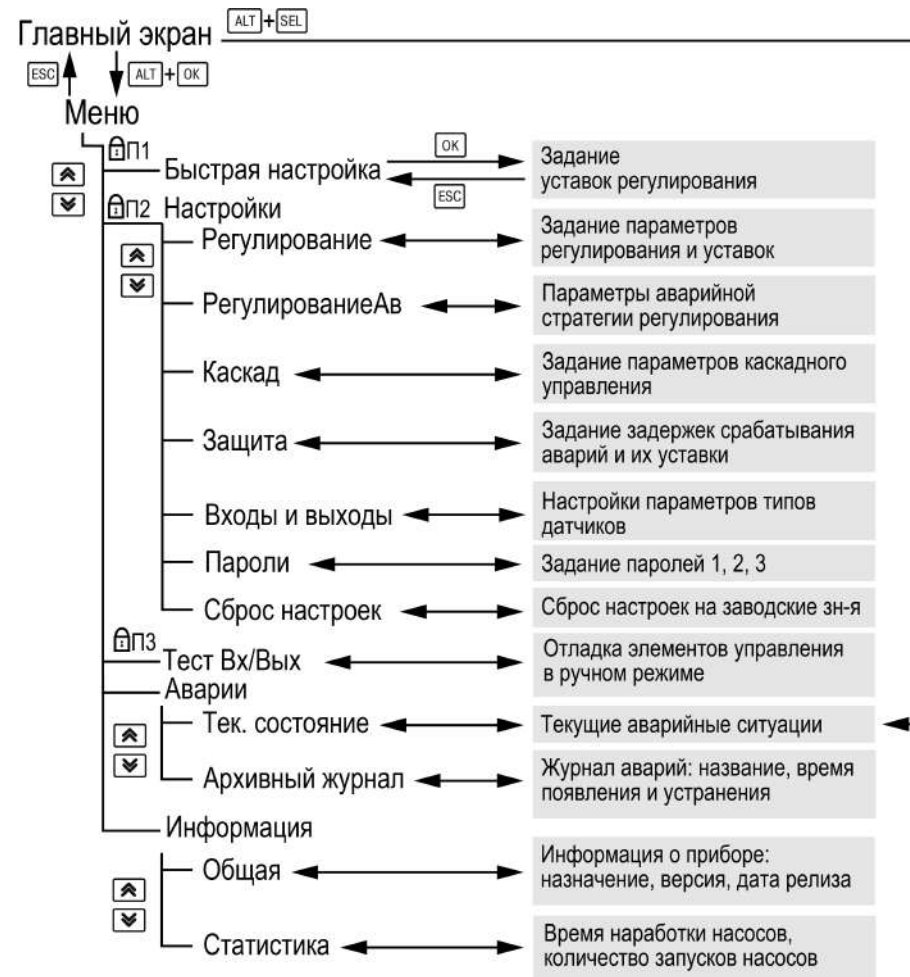 Главный экран ALT+SEL
ESC ALT+OK
Меню
П1
Быстрая настройка OK ESC Задание
уставок регулирования
П2 Настройки
Регулирование Задание параметров
регулирования и уставок
РегулированиеАв Параметры аварийной
стратегии регулирования
Каскад Задание параметров каскадного
управления
Защита Задание задержек срабатывания
аварий и их уставки
Входы и выходы Настройки параметров типов
датчиков
Пароли Задание паролей 1, 2, 3
Сброс настроек Сброс настроек на заводские зн-я
П3
Тест Вх/Вых Отладка элементов управления
в ручном режиме
Аварии
Тек. состояние Текущие аварийные ситуации
Архивный журнал Журнал аварий: название, время
появления и устранения
Информация
Общая Информация о приборе:
назначение, версия, дата релиза
Статистика Время наработки насосов,
количество запусков насосов